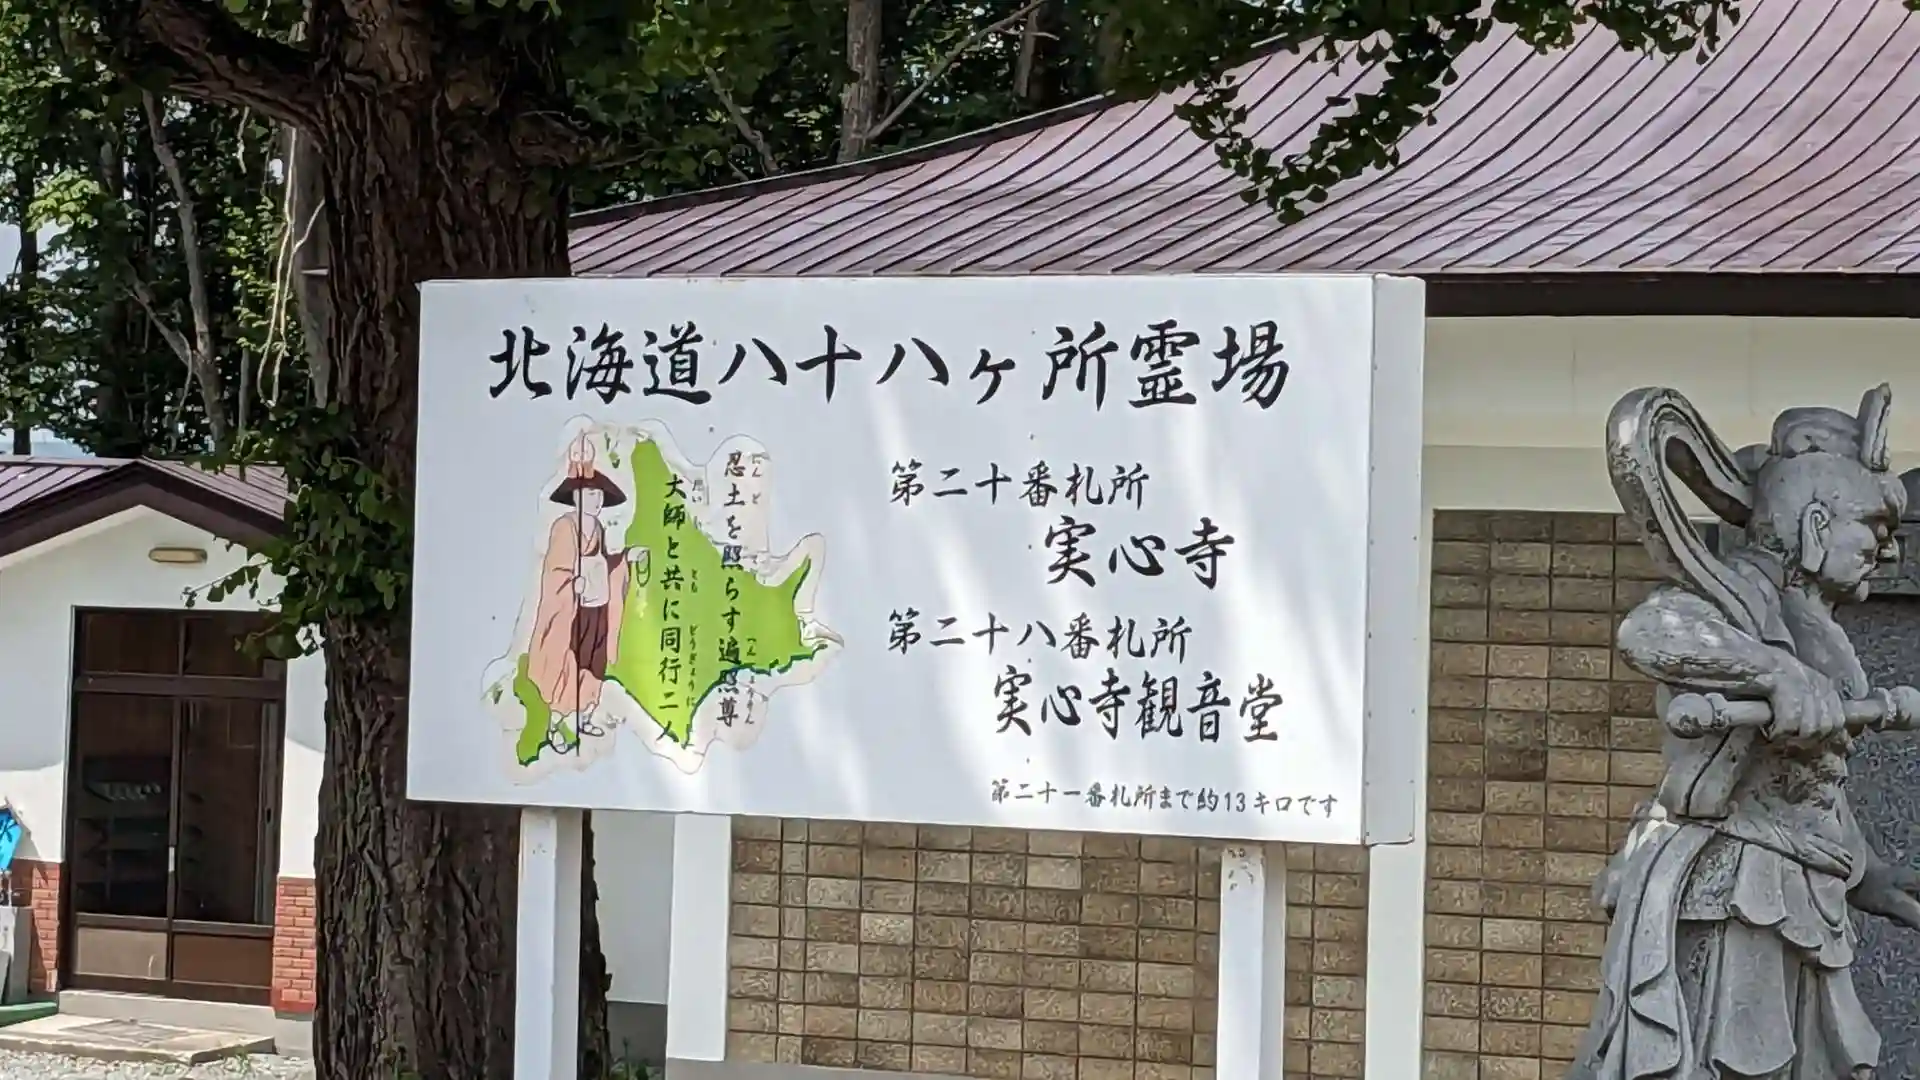 北海道八十八ヶ所霊場
第二十番札所
実心寺
第二十八番札所
実心寺観音堂
第二十一番札所まで約13キロです
忍土を照らす遍照尊
大師と共に同行二人